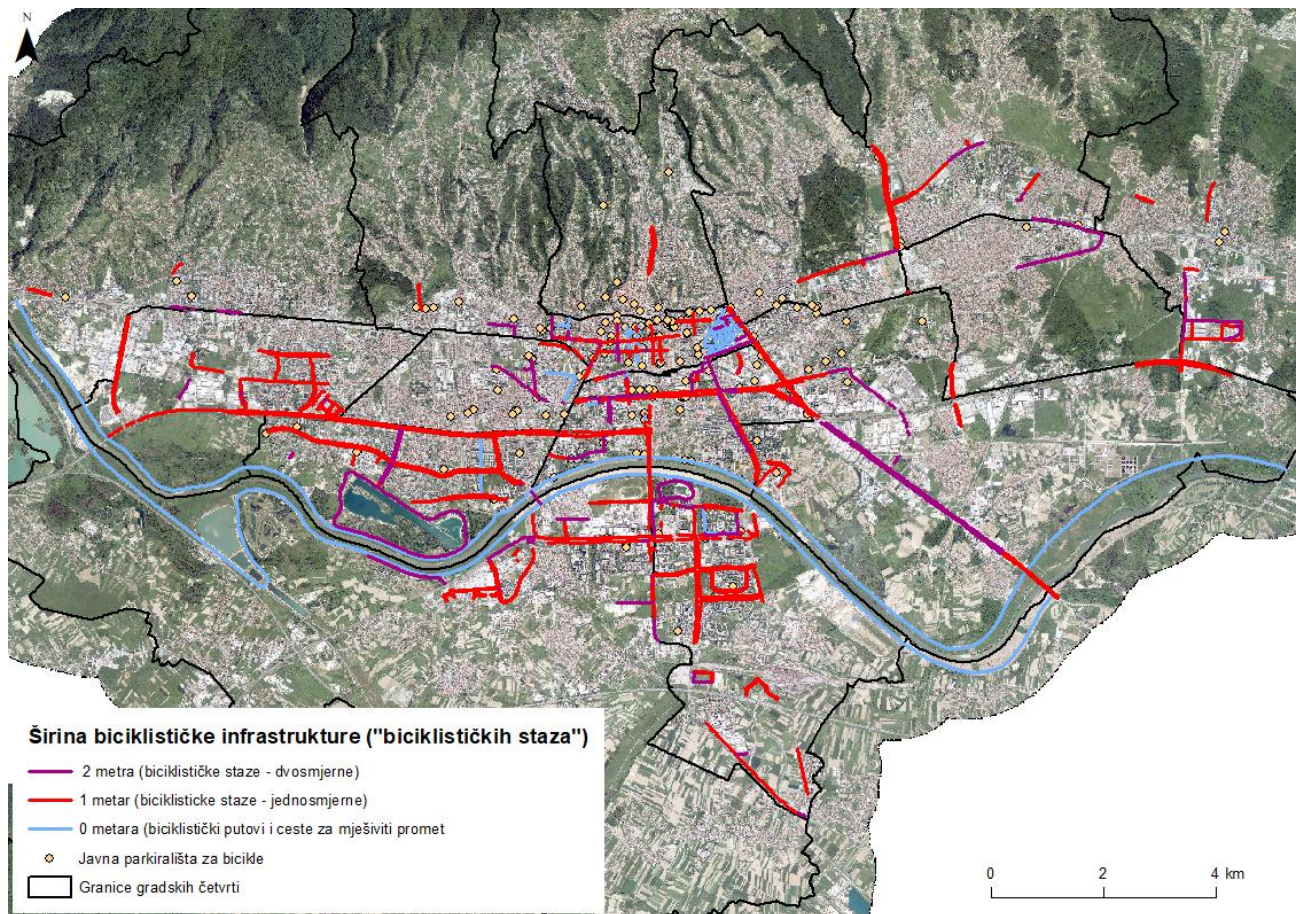 N
Širina biciklističke infrastrukture ("biciklističkih staza")
2 metra (biciklističke staze - dvosmjerne)
1 metar (biciklisticke staze - jednosmjerne)
0 metara (biciklistički putovi i ceste za mješiviti promet
Javna parkirališta za bicikle
Granice gradskih četvrti
0 2 4 km